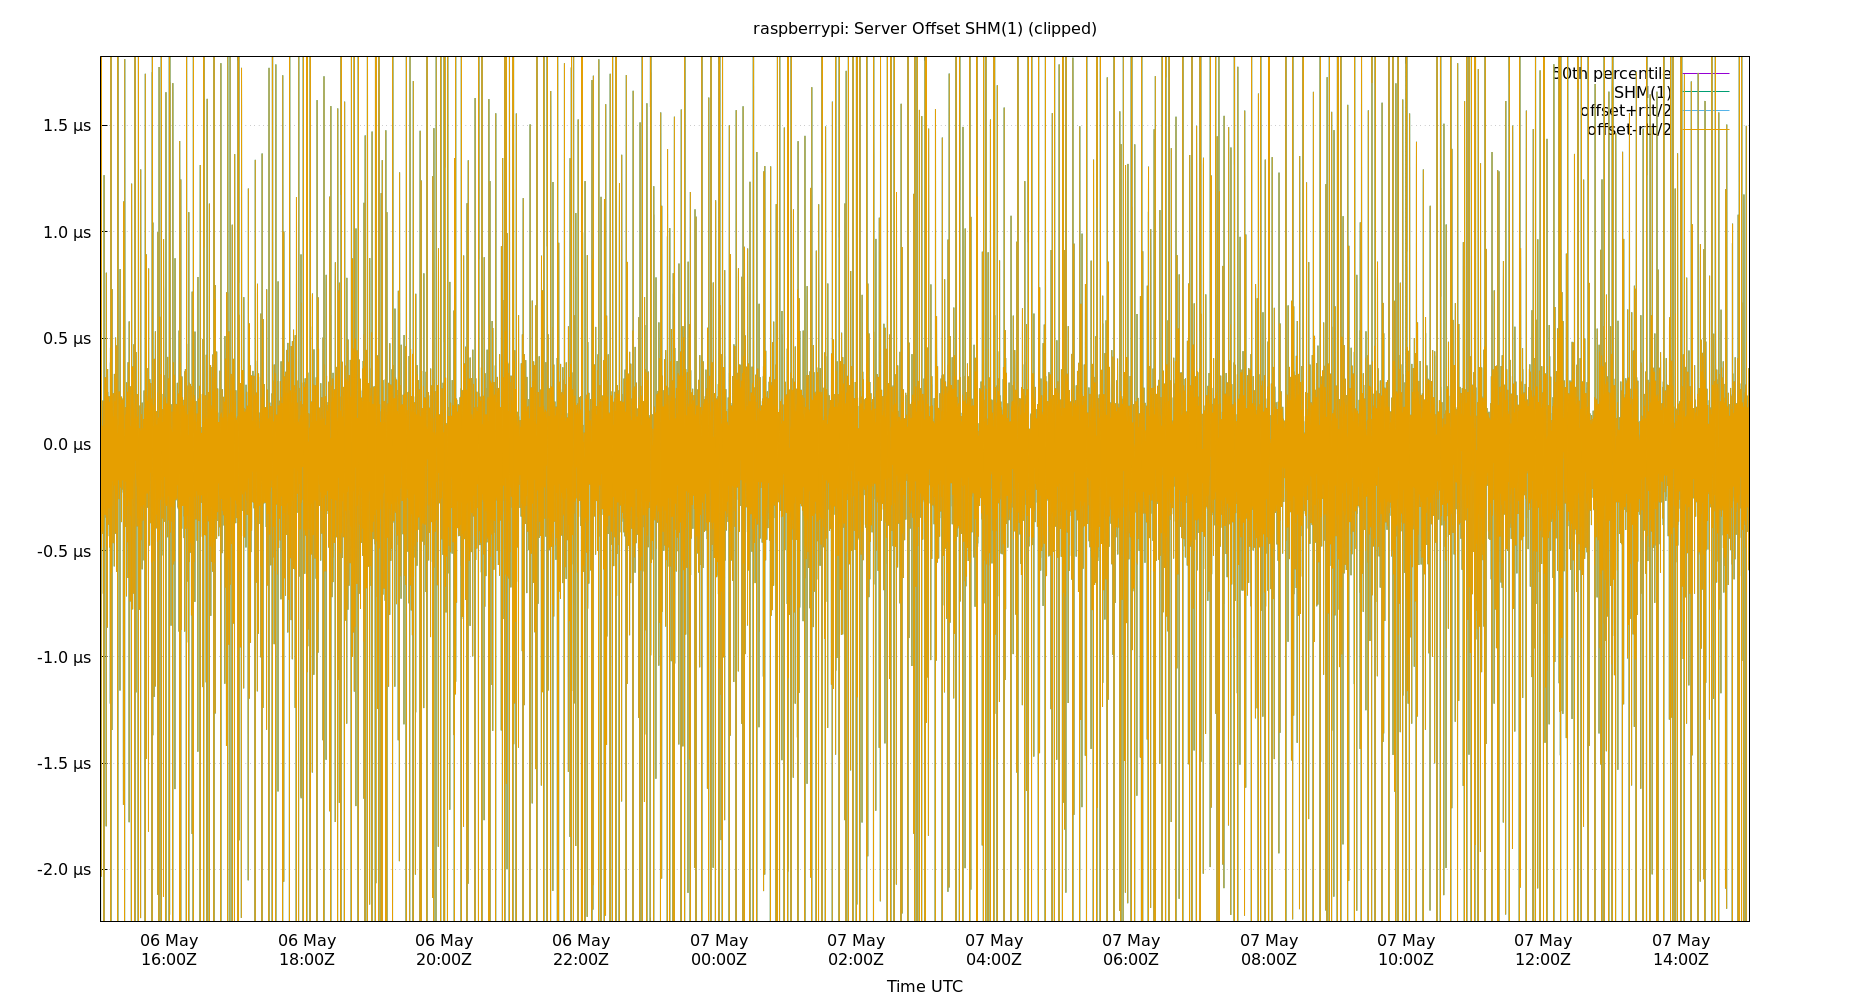 raspberrypi: Server Offset SHM(1) (clipped)
50th percentile
SHM(1)
offset+rtt/2
offset-rtt/2
1.5 µs
1.0 µs
0.5 µs
0.0 µs
-0.5 µs
-1.0 µs
-1.5 µs
-2.0 µs
06 May 06 May 06 May 06 May 07 May 07 May 07 May 07 May 07 May 07 May 07 May 07 May
16:00Z 18:00Z 20:00Z 22:00Z 00:00Z 02:00Z 04:00Z 06:00Z 08:00Z 10:00Z 12:00Z 14:00Z
Time UTC